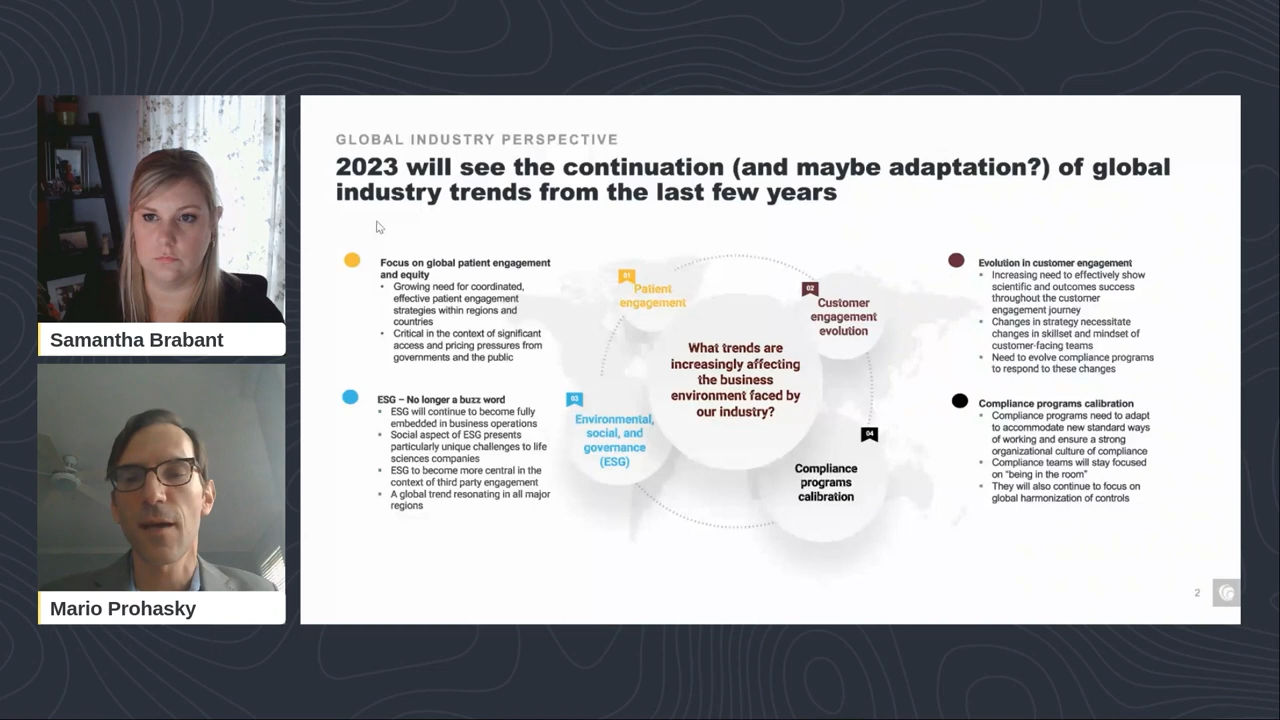 Samantha Brabant
Mario Prohasky
GLOBAL INDUSTRY PERSPECTIVE
2023 will see the continuation (and maybe adaptation?) of global
industry trends from the last few years
Focus on global patient engagement
and equity
▪ Growing need for coordinated,
effective patient engagement
strategies within regions and
countries
▪ Critical in the context of significant
access and pricing pressures from
governments and the public
ESG – No longer a buzz word
▪ ESG will continue to become fully
embedded in business operations
▪ Social aspect of ESG presents
particularly unique challenges to life
sciences companies
▪ ESG to become more central in the
context of third party engagement
▪ A global trend resonating in all major
regions
01
Patient
engagement
02
Customer
engagement
evolution
What trends are
increasingly affecting
the business
environment faced by
our industry?
03
Environmental,
social, and
governance
(ESG)
04
Compliance
programs
calibration
Evolution in customer engagement
▪ Increasing need to effectively show
scientific and outcomes success
throughout the customer
engagement journey
▪ Changes in strategy necessitate
changes in skillset and mindset of
customer-facing teams
▪ Need to evolve compliance programs
to respond to these changes
Compliance programs calibration
▪ Compliance programs need to adapt
to accommodate new standard ways
of working and ensure a strong
organizational culture of compliance
▪ Compliance teams will stay focused
on “being in the room”
▪ They will also continue to focus on
global harmonization of controls
2